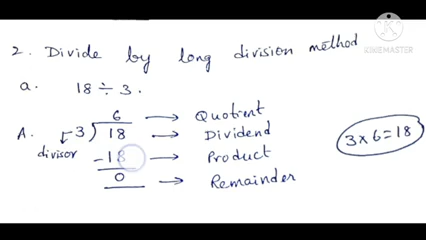 KINEMASTER
2. Divide by long division method
a. 18 ÷ 3.
6 → Quotient
A. 3)18 → Dividend
divisor -18 → Product
0 → Remainder
3 x 6 = 18